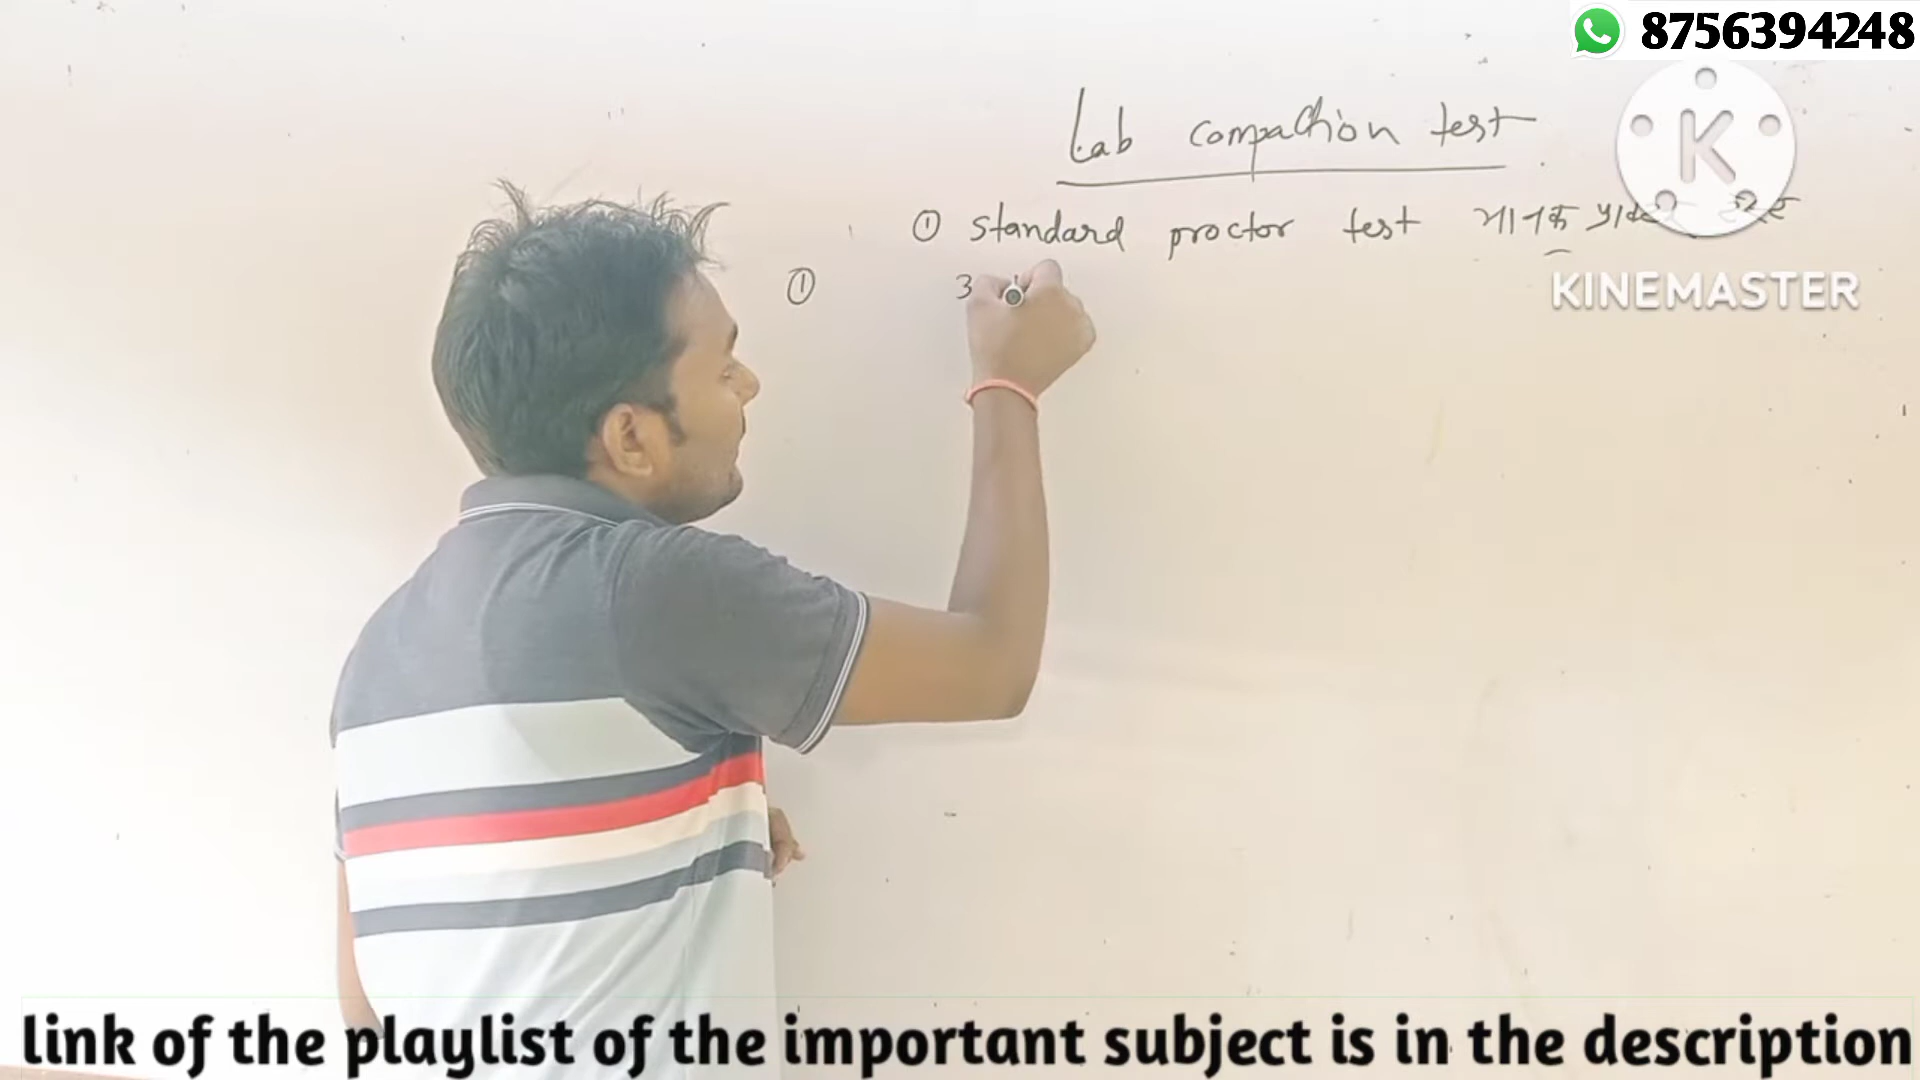 8756394248
Lab compaction test
① Standard proctor test मानक
KINEMASTER
① 3
link of the playlist of the important subject is in the description